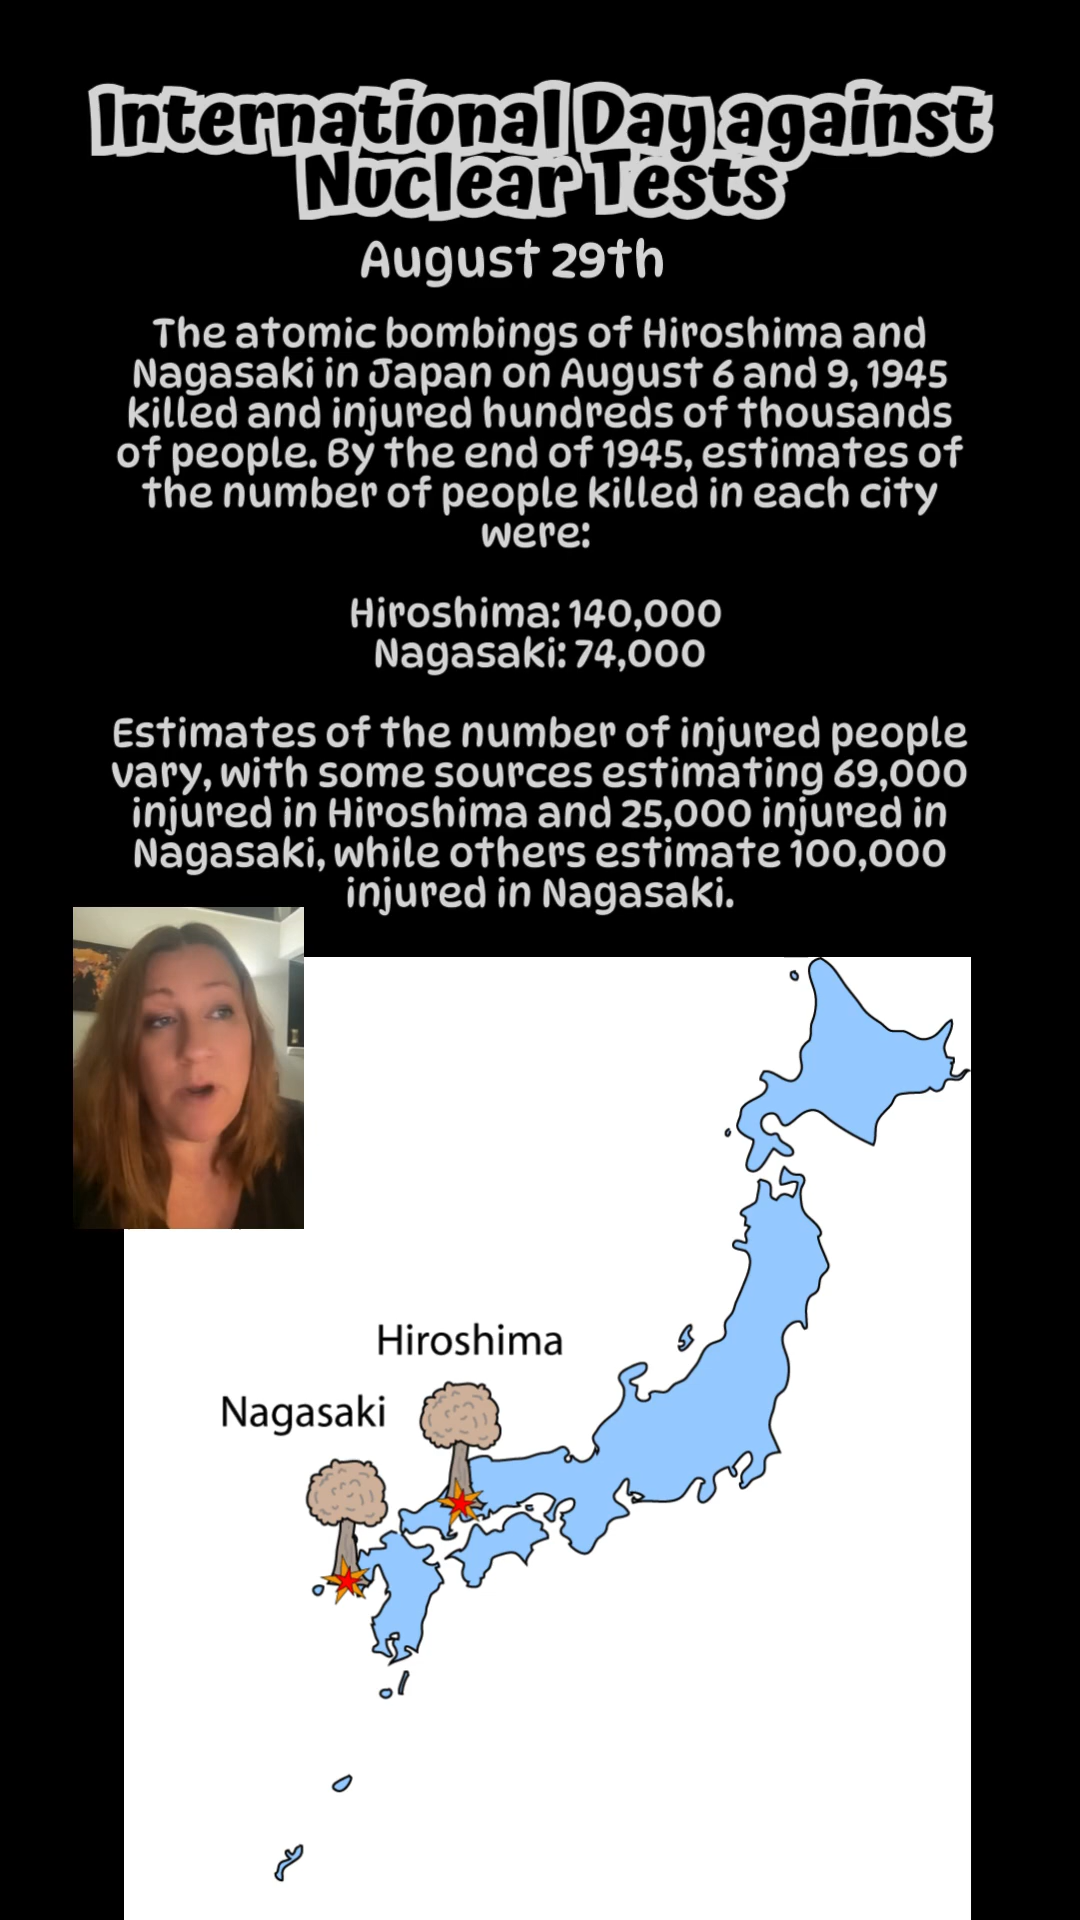 International Day against
Nuclear Tests
August 29th
The atomic bombings of Hiroshima and
Nagasaki in Japan on August 6 and 9, 1945
killed and injured hundreds of thousands
of people. By the end of 1945, estimates of
the number of people killed in each city
were:
Hiroshima: 140,000
Nagasaki: 74,000
Estimates of the number of injured people
vary, with some sources estimating 69,000
injured in Hiroshima and 25,000 injured in
Nagasaki, while others estimate 100,000
injured in Nagasaki.
Hiroshima
Nagasaki